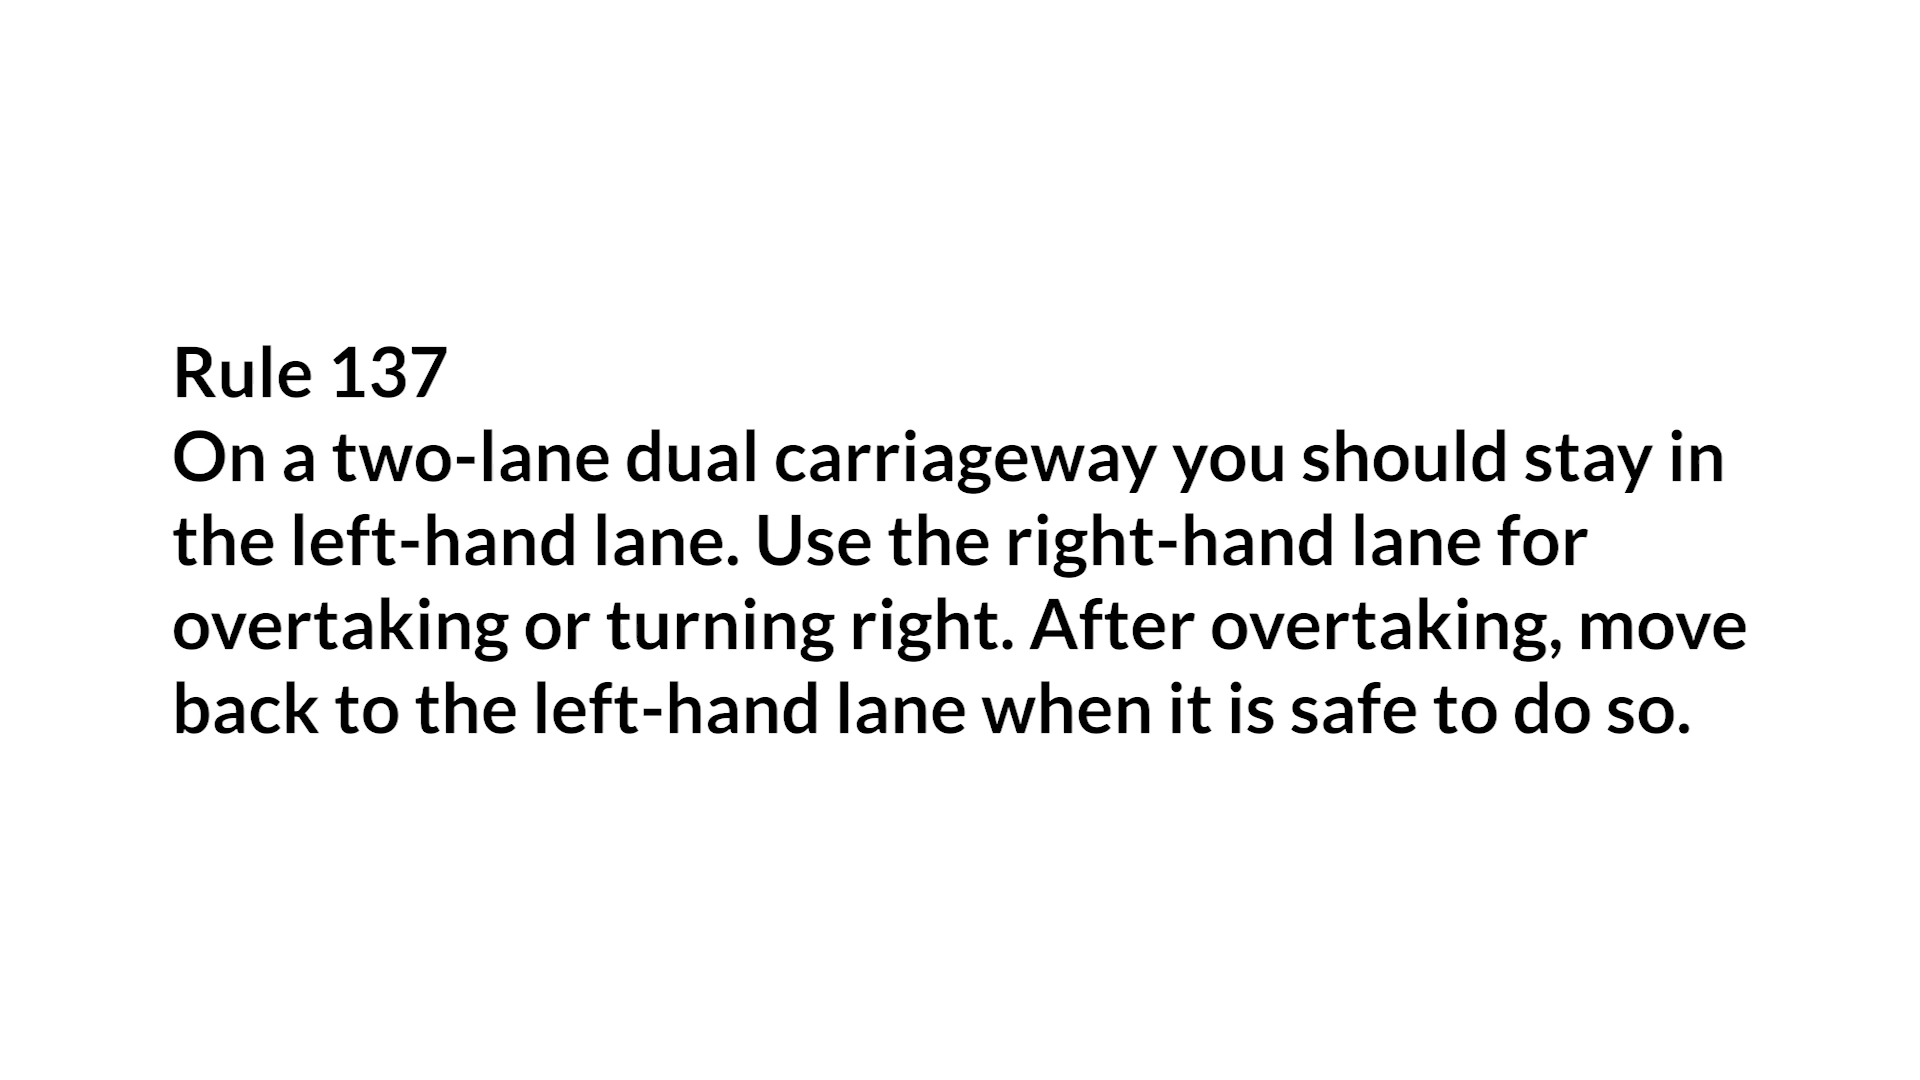 Rule 137
On a two-lane dual carriageway you should stay in
the left-hand lane. Use the right-hand lane for
overtaking or turning right. After overtaking, move
back to the left-hand lane when it is safe to do so.